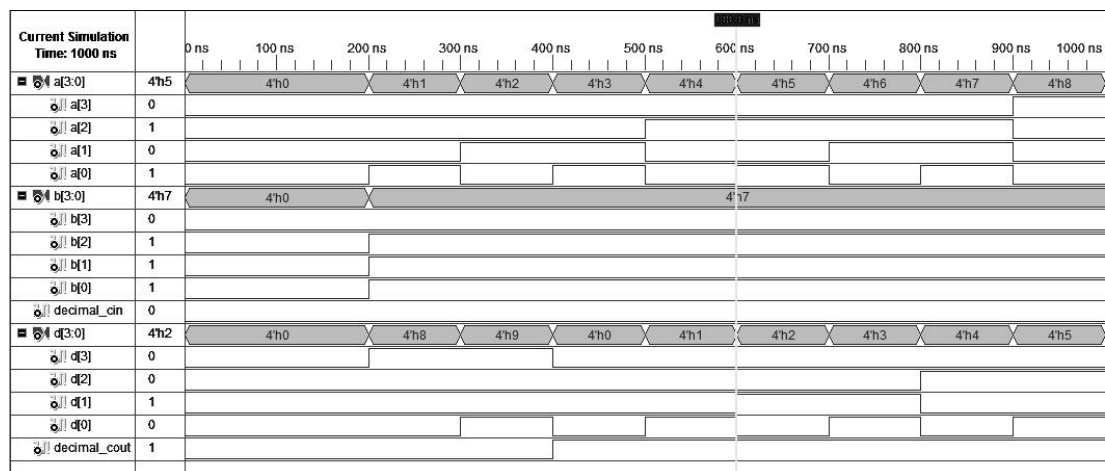 Current Simulation
Time: 1000 ns
0 ns 100 ns 200 ns 300 ns 400 ns 500 ns 600 ns 700 ns 800 ns 900 ns 1000 ns
a[3:0] 4'h5 4'h0 4'h1 4'h2 4'h3 4'h4 4'h5 4'h6 4'h7 4'h8
a[3] 0
a[2] 1
a[1] 0
a[0] 1
b[3:0] 4'h7 4'h0 4'h7
b[3] 0
b[2] 1
b[1] 1
b[0] 1
decimal_cin 0
d[3:0] 4'h2 4'h0 4'h8 4'h9 4'h0 4'h1 4'h2 4'h3 4'h4 4'h5
d[3] 0
d[2] 0
d[1] 1
d[0] 0
decimal_cout 1